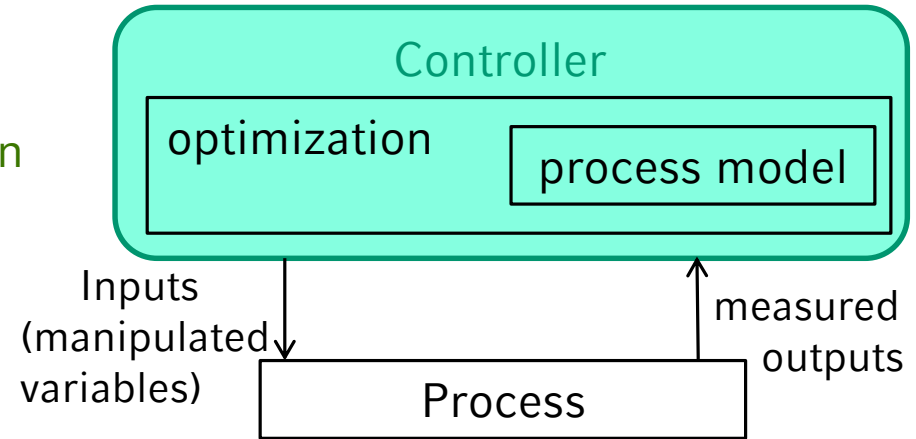 Controller
optimization
n
process model
Inputs
(manipulated
variables)
measured
outputs
Process